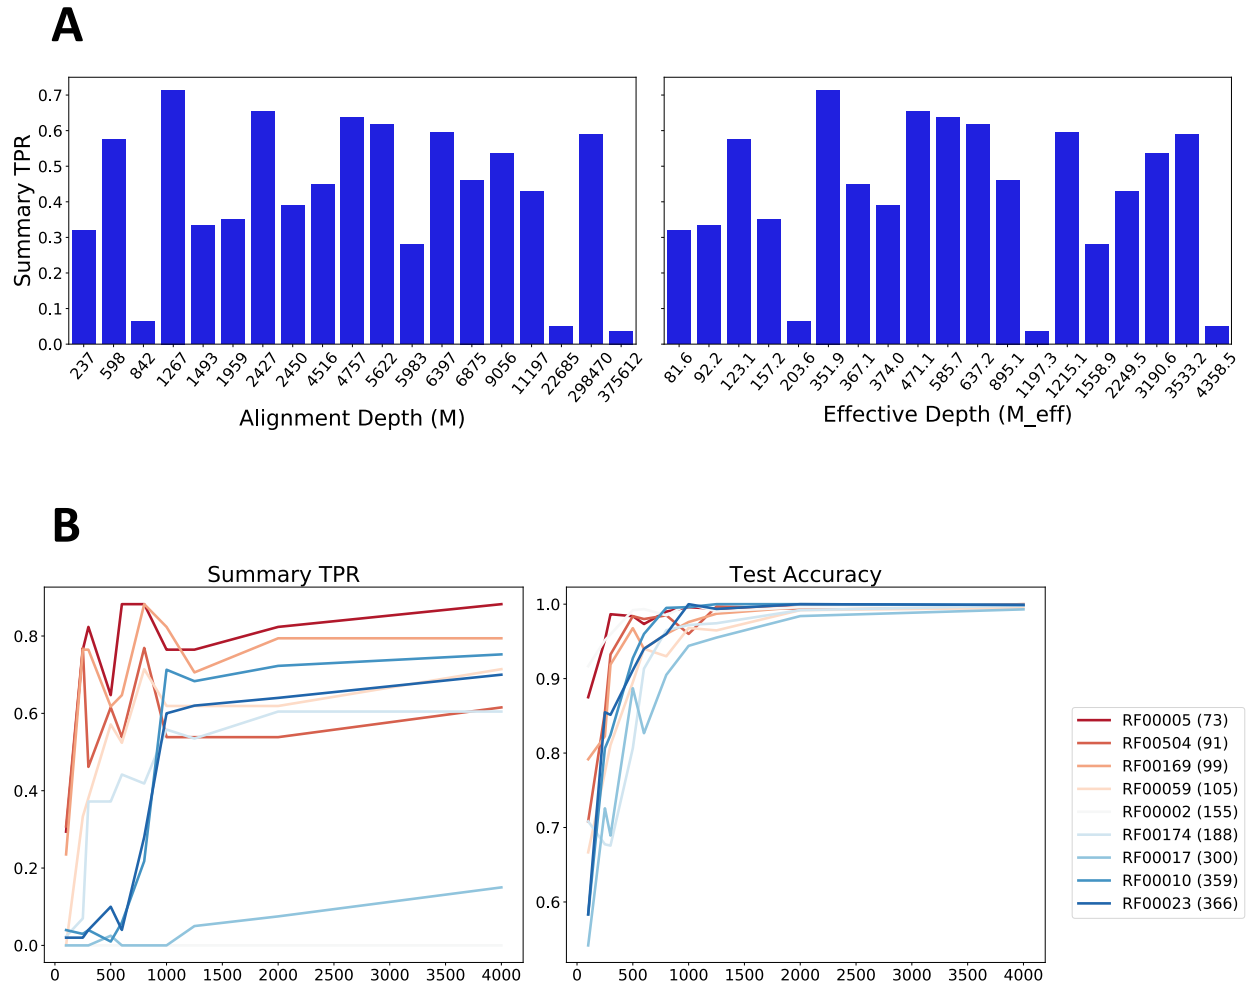 A
Summary TPR
0.7
0.6
0.5
0.4
0.3
0.2
0.1
0.0
237 598 842 1267 1493 1959 2427 2450 4516 4757 5622 5983 6397 6875 9056 11197 22685 298470 375612
Alignment Depth (M)
81.6 92.2 123.1 157.2 203.6 351.9 367.1 374.0 471.1 585.7 637.2 895.1 1197.3 1215.1 1558.9 2249.5 3190.6 3533.2 4358.5
Effective Depth (M_eff)
B
Summary TPR
0.8
0.6
0.4
0.2
0.0
0 500 1000 1500 2000 2500 3000 3500 4000
Test Accuracy
1.0
0.9
0.8
0.7
0.6
0 500 1000 1500 2000 2500 3000 3500 4000
RF00005 (73)
RF00504 (91)
RF00169 (99)
RF00059 (105)
RF00002 (155)
RF00174 (188)
RF00017 (300)
RF00010 (359)
RF00023 (366)